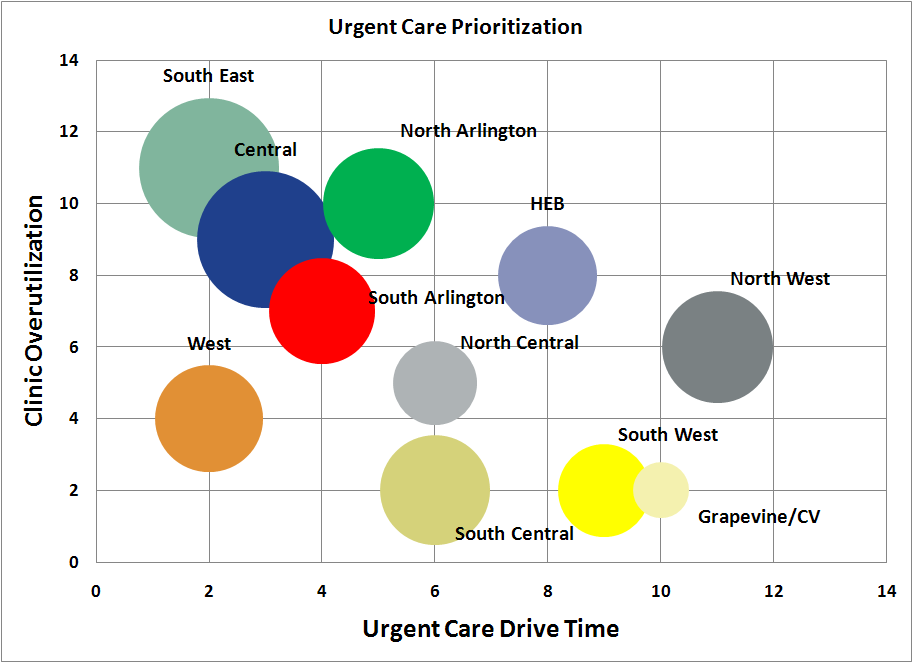 Urgent Care Prioritization
14
South East
12
North Arlington
Central
10
HEB
8
North West
South Arlington
6
West
North Central
4
South West
2
Grapevine/CV
South Central
0
Clinic Overutilization
0 2 4 6 8 10 12 14
Urgent Care Drive Time